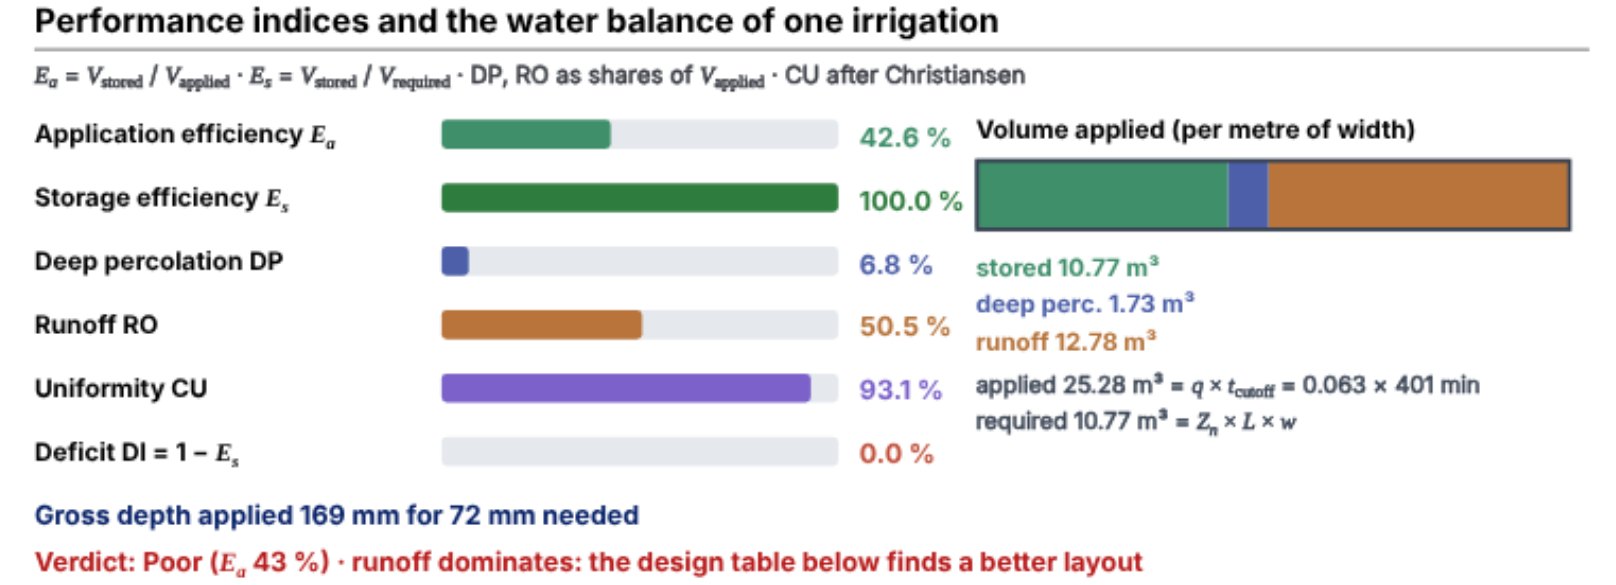 Performance indices and the water balance of one irrigation
Eₐ = V_stored / V_applied · Eₛ = V_stored / V_required · DP, RO as shares of V_applied · CU after Christiansen
Application efficiency Eₐ
42.6 %
Storage efficiency Eₛ
100.0 %
Deep percolation DP
6.8 %
Runoff RO
50.5 %
Uniformity CU
93.1 %
Deficit DI = 1 – Eₛ
0.0 %
Volume applied (per metre of width)
stored 10.77 m³
deep perc. 1.73 m³
runoff 12.78 m³
applied 25.28 m³ = q × t_cutoff = 0.063 × 401 min
required 10.77 m³ = Zₙ × L × w
Gross depth applied 169 mm for 72 mm needed
Verdict: Poor (Eₐ 43 %) · runoff dominates: the design table below finds a better layout